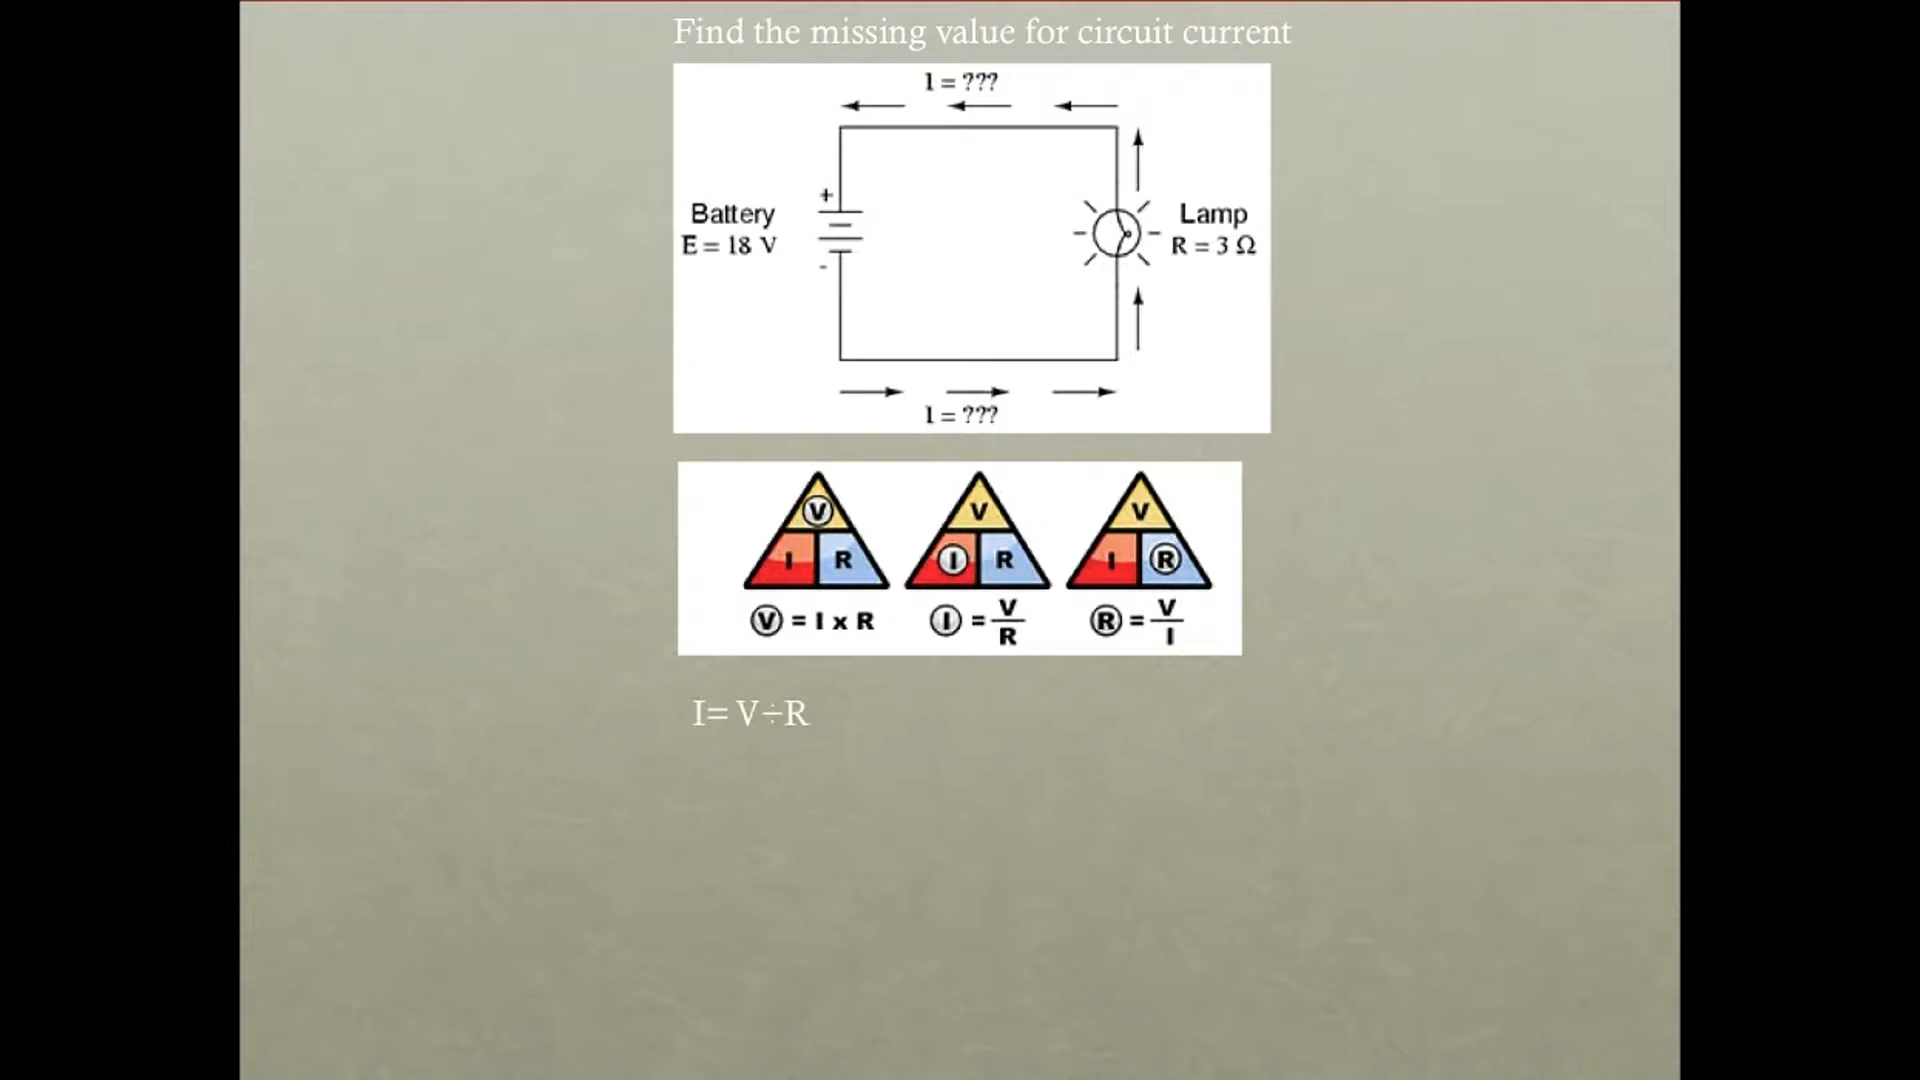 Find the missing value for circuit current
I = ???
+
Battery
E = 18 V
-
Lamp
R = 3 Ω
I = ???
V
I R
V
I R
V
I R
V = I x R
I = V/R
R = V/I
I= V÷R